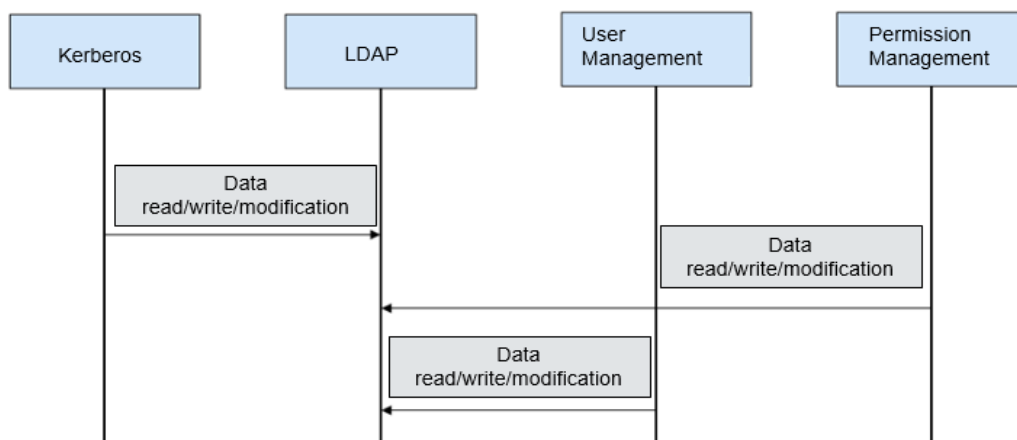 Kerberos
LDAP
User
Management
Permission
Management
Data
read/write/modification
Data
read/write/modification
Data
read/write/modification